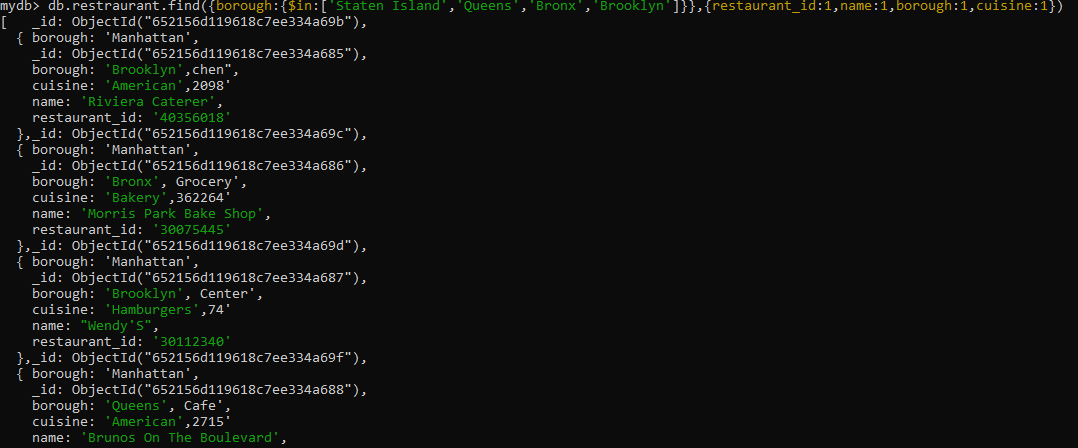 mydb> db.restraurant.find({borough:{$in:['Staten Island','Queens','Bronx','Brooklyn']}},{restaurant_id:1,name:1,borough:1,cuisine:1})
[   _id: ObjectId("652156d119618c7ee334a69b"),
  { borough: 'Manhattan',
    _id: ObjectId("652156d119618c7ee334a685"),
    borough: 'Brooklyn',chen",
    cuisine: 'American',2098'
    name: 'Riviera Caterer',
    restaurant_id: '40356018'
  },_id: ObjectId("652156d119618c7ee334a69c"),
  { borough: 'Manhattan',
    _id: ObjectId("652156d119618c7ee334a686"),
    borough: 'Bronx', Grocery',
    cuisine: 'Bakery',362264'
    name: 'Morris Park Bake Shop',
    restaurant_id: '30075445'
  },_id: ObjectId("652156d119618c7ee334a69d"),
  { borough: 'Manhattan',
    _id: ObjectId("652156d119618c7ee334a687"),
    borough: 'Brooklyn', Center',
    cuisine: 'Hamburgers',74'
    name: "Wendy'S",
    restaurant_id: '30112340'
  },_id: ObjectId("652156d119618c7ee334a69f"),
  { borough: 'Manhattan',
    _id: ObjectId("652156d119618c7ee334a688"),
    borough: 'Queens', Cafe',
    cuisine: 'American',2715'
    name: 'Brunos On The Boulevard',